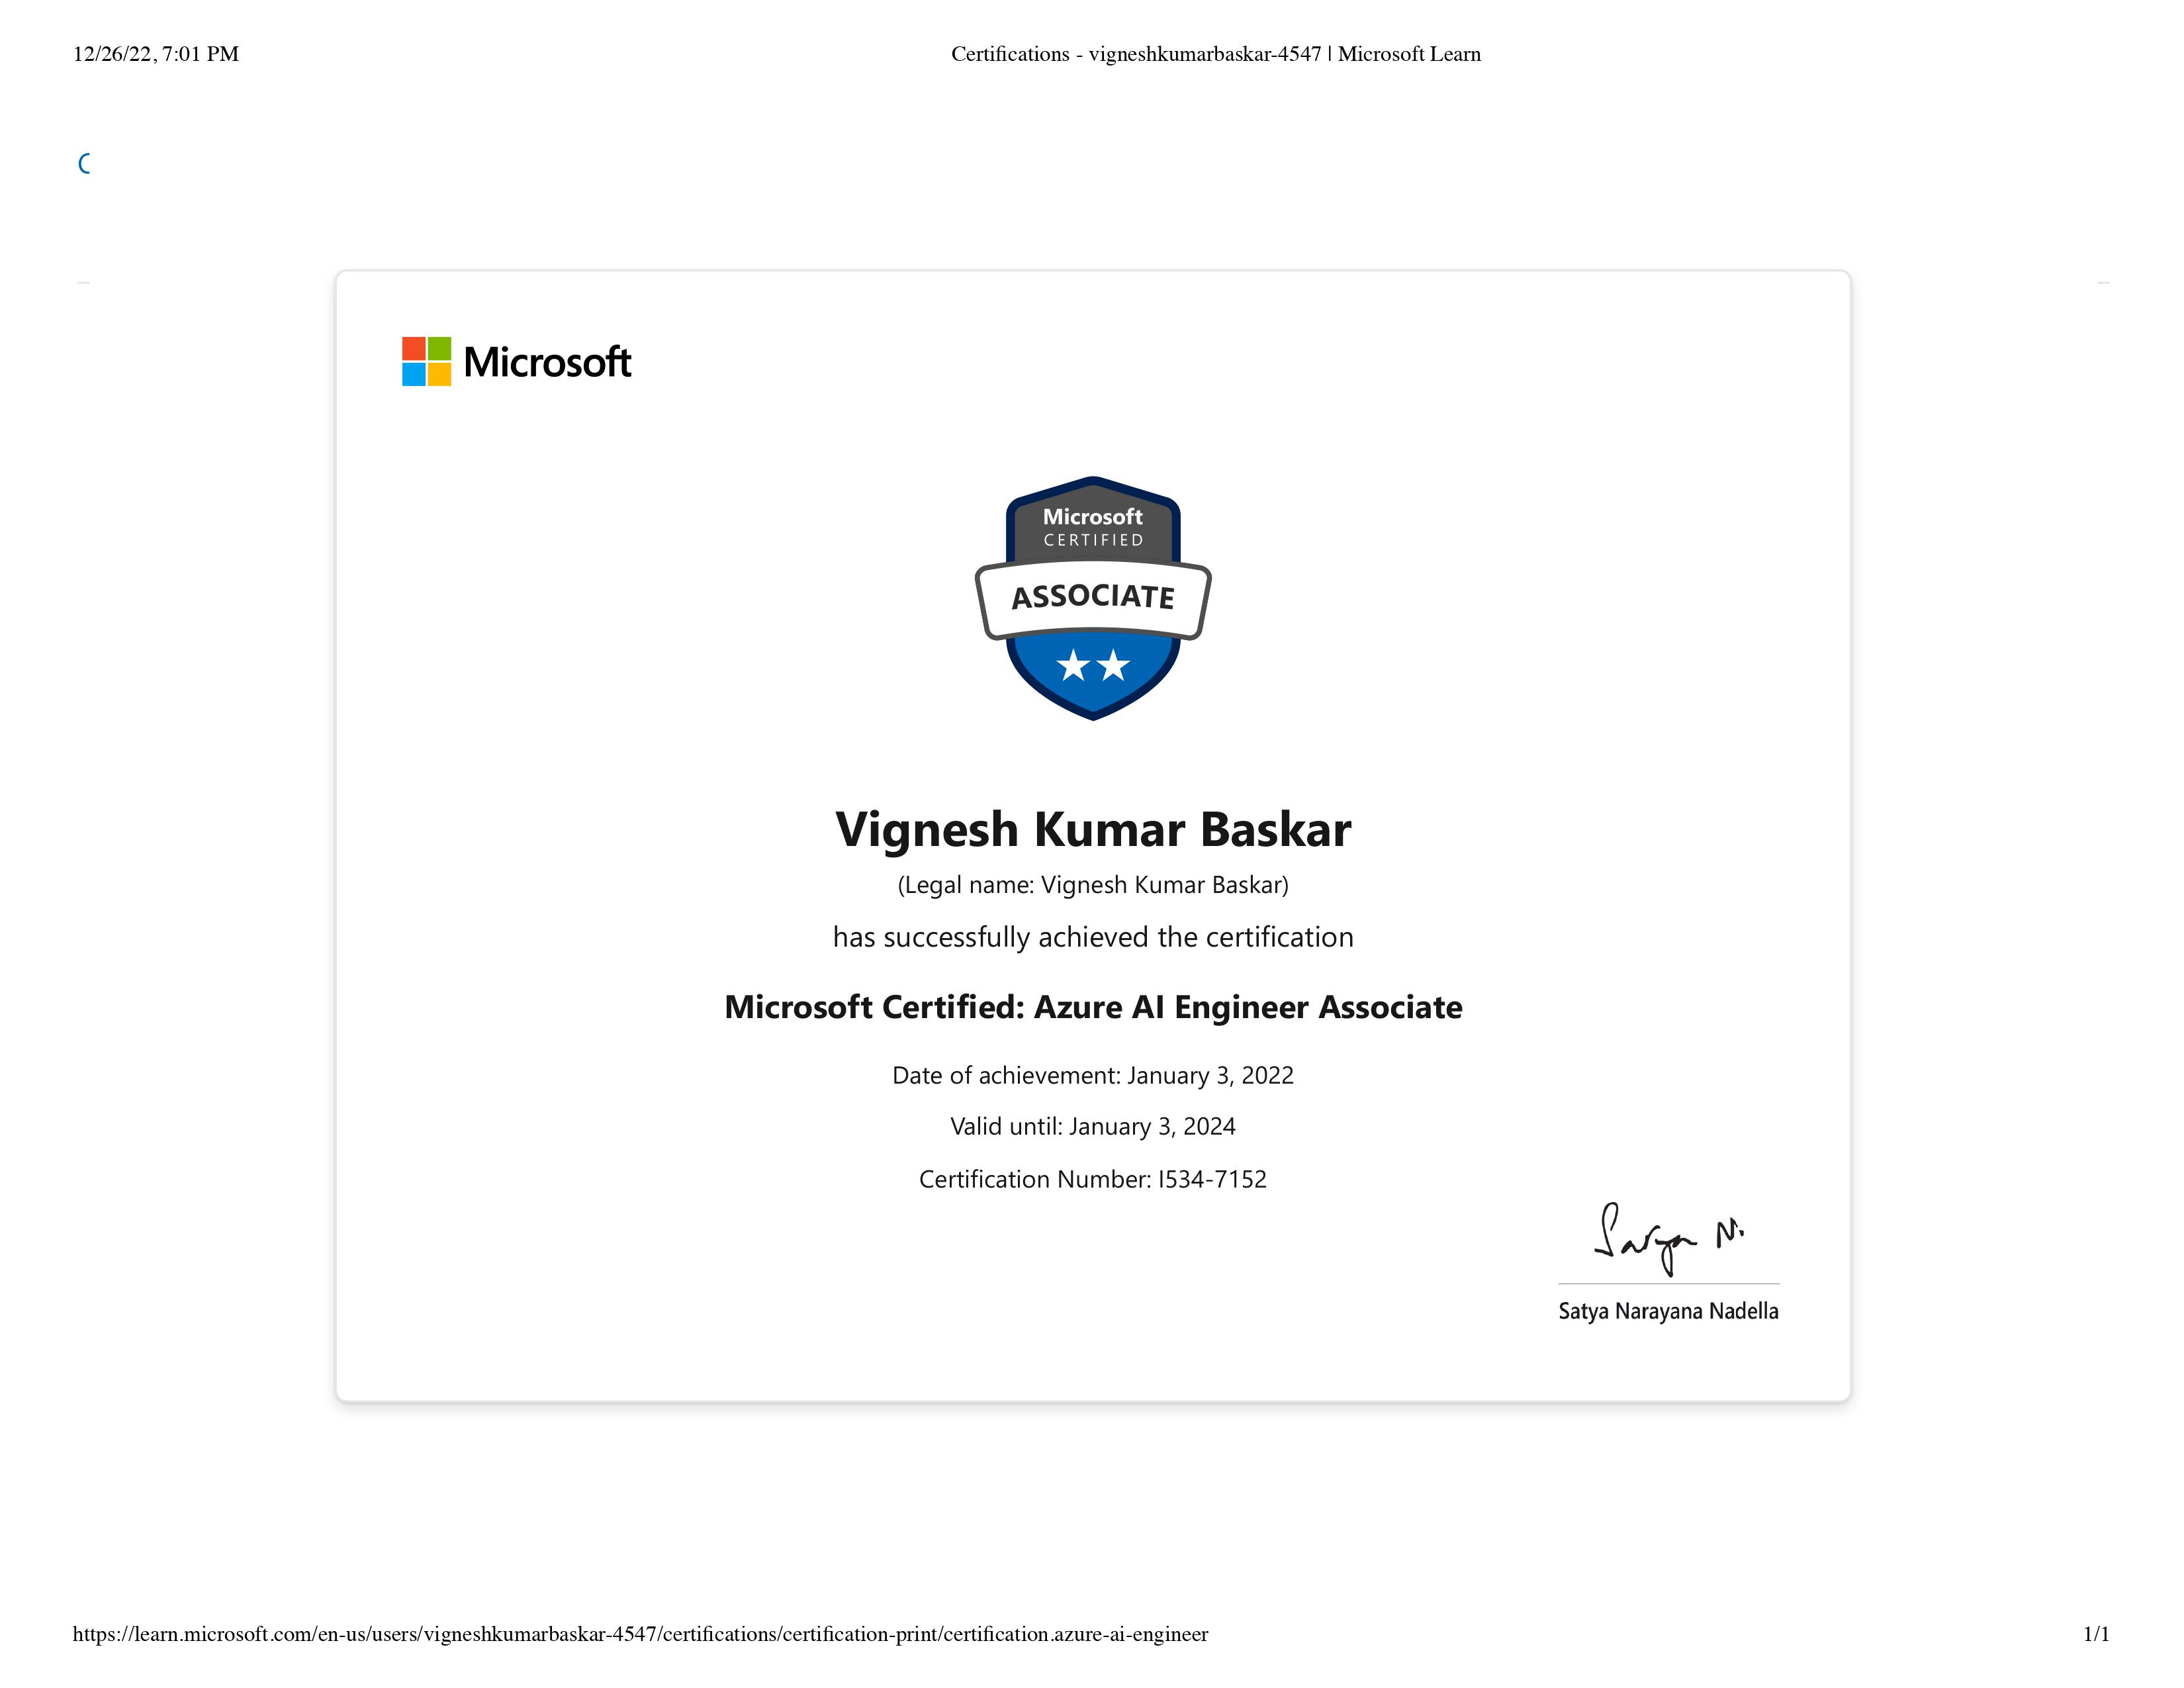 12/26/22, 7:01 PM
Certifications - vigneshkumarbaskar-4547 | Microsoft Learn
Microsoft
Microsoft
CERTIFIED
ASSOCIATE
Vignesh Kumar Baskar
(Legal name: Vignesh Kumar Baskar)
has successfully achieved the certification
Microsoft Certified: Azure AI Engineer Associate
Date of achievement: January 3, 2022
Valid until: January 3, 2024
Certification Number: I534-7152
Satya N.
Satya Narayana Nadella
https://learn.microsoft.com/en-us/users/vigneshkumarbaskar-4547/certifications/certification-print/certification.azure-ai-engineer
1/1